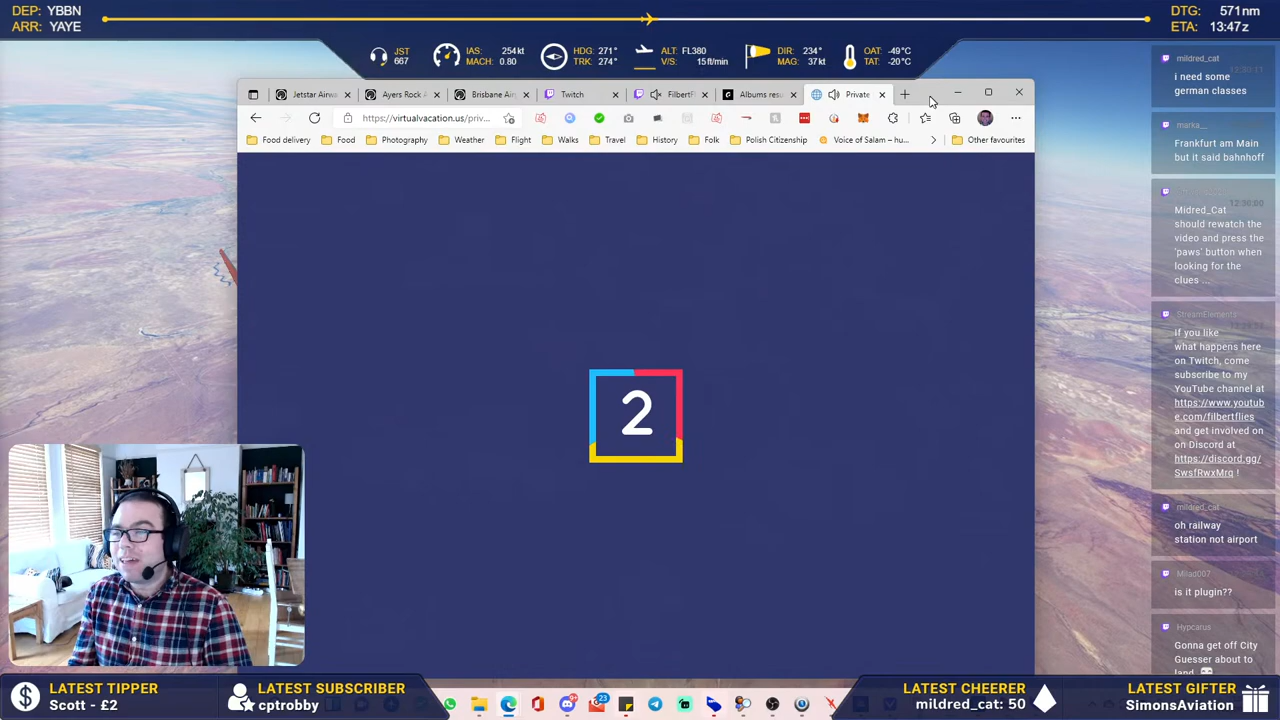 DEP: YBBN
ARR: YAYE
DTG: 571nm
ETA: 13:47z
JST
667
IAS: 254kt
MACH: 0.80
HDG: 271°
TRK: 274°
ALT: FL380
V/S: 15ft/min
DIR: 234°
MAG: 37kt
OAT: -49°C
TAT: -20°C
Jetstar Airwa
Ayers Rock A
Brisbane Air
Twitch
FilbertFl
Albums resu
Private
https://virtualvacation.us/priv...
Food delivery
Food
Photography
Weather
Flight
Walks
Travel
History
Folk
Polish Citizenship
Voice of Salam – hu...
Other favourites
2
mildred_cat
i need some
german classes
marka__
Frankfurt am Main
but it said bahnhoff
Midred_Cat
should rewatch the
video and press the
'paws' button when
looking for the
clues ...
StreamElements
If you like
what happens here
on Twitch, come
subscribe to my
YouTube channel at
https://www.youtub
e.com/filbertflies
and get involved on
on Discord at
https://discord.gg/
SwsfRwxMrq !
mildred_cat
oh railway
station not airport
Milad007
is it plugin??
Hypcarus
Gonna get off City
Guesser about to
land
LATEST TIPPER
Scott - £2
LATEST SUBSCRIBER
cptrobby
23
LATEST CHEERER
mildred_cat: 50
LATEST GIFTER
SimonsAviation